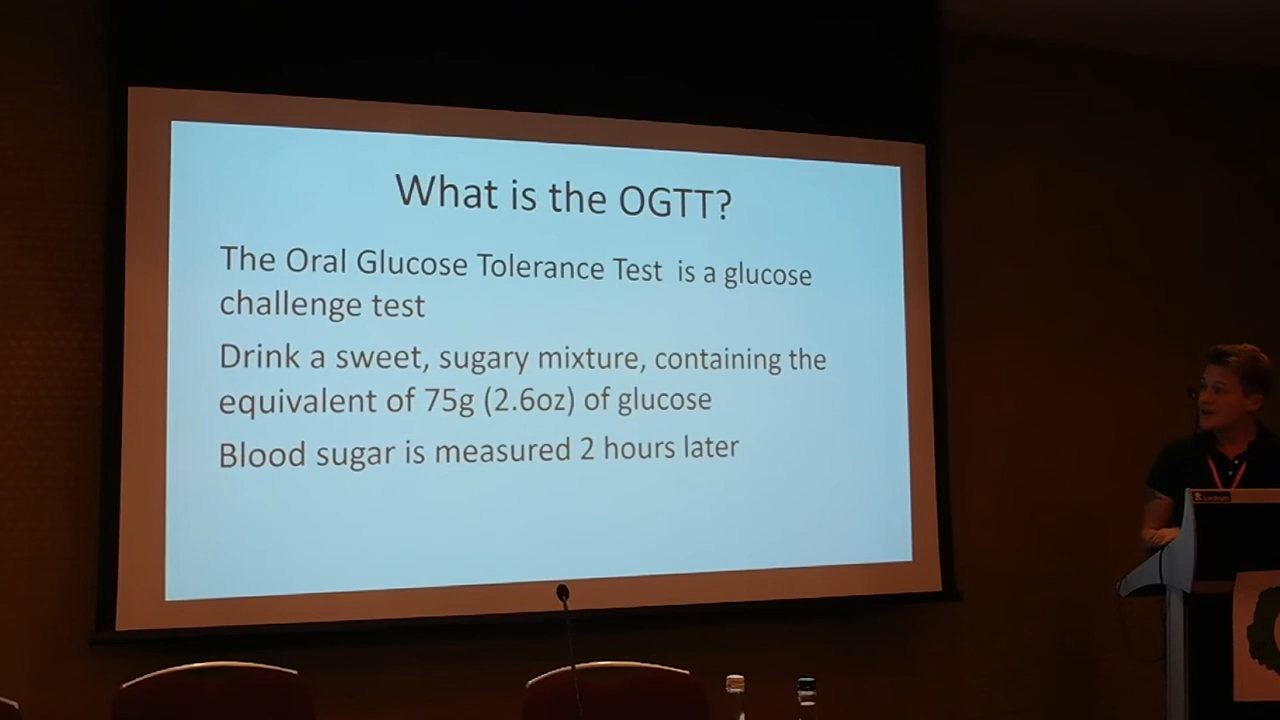 What is the OGTT?
The Oral Glucose Tolerance Test is a glucose
challenge test
Drink a sweet, sugary mixture, containing the
equivalent of 75g (2.6oz) of glucose
Blood sugar is measured 2 hours later